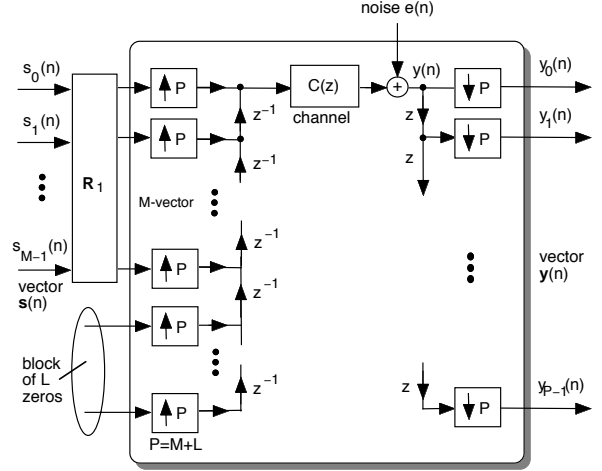 noise e(n)
s0(n)
P
C(z)
+
y(n)
P
y0(n)
channel
z−1
s1(n)
P
z
P
y1(n)
z−1
z
R1
M-vector
sM−1(n)
z−1
vector
s(n)
P
z−1
vector
y(n)
P
block
of L
zeros
z−1
P
z
P
yP−1(n)
P=M+L